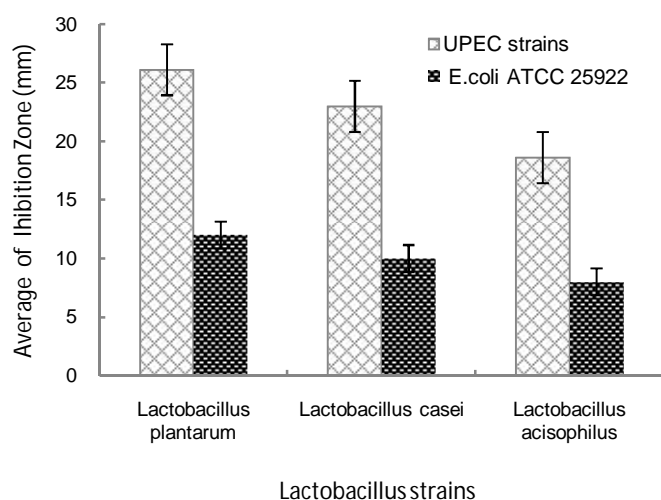 30
25
20
15
10
5
0
Average of Ihibition Zone (mm)
UPEC strains
E.coli ATCC 25922
Lactobacillus plantarum
Lactobacillus casei
Lactobacillus acisophilus
Lactobacillus strains